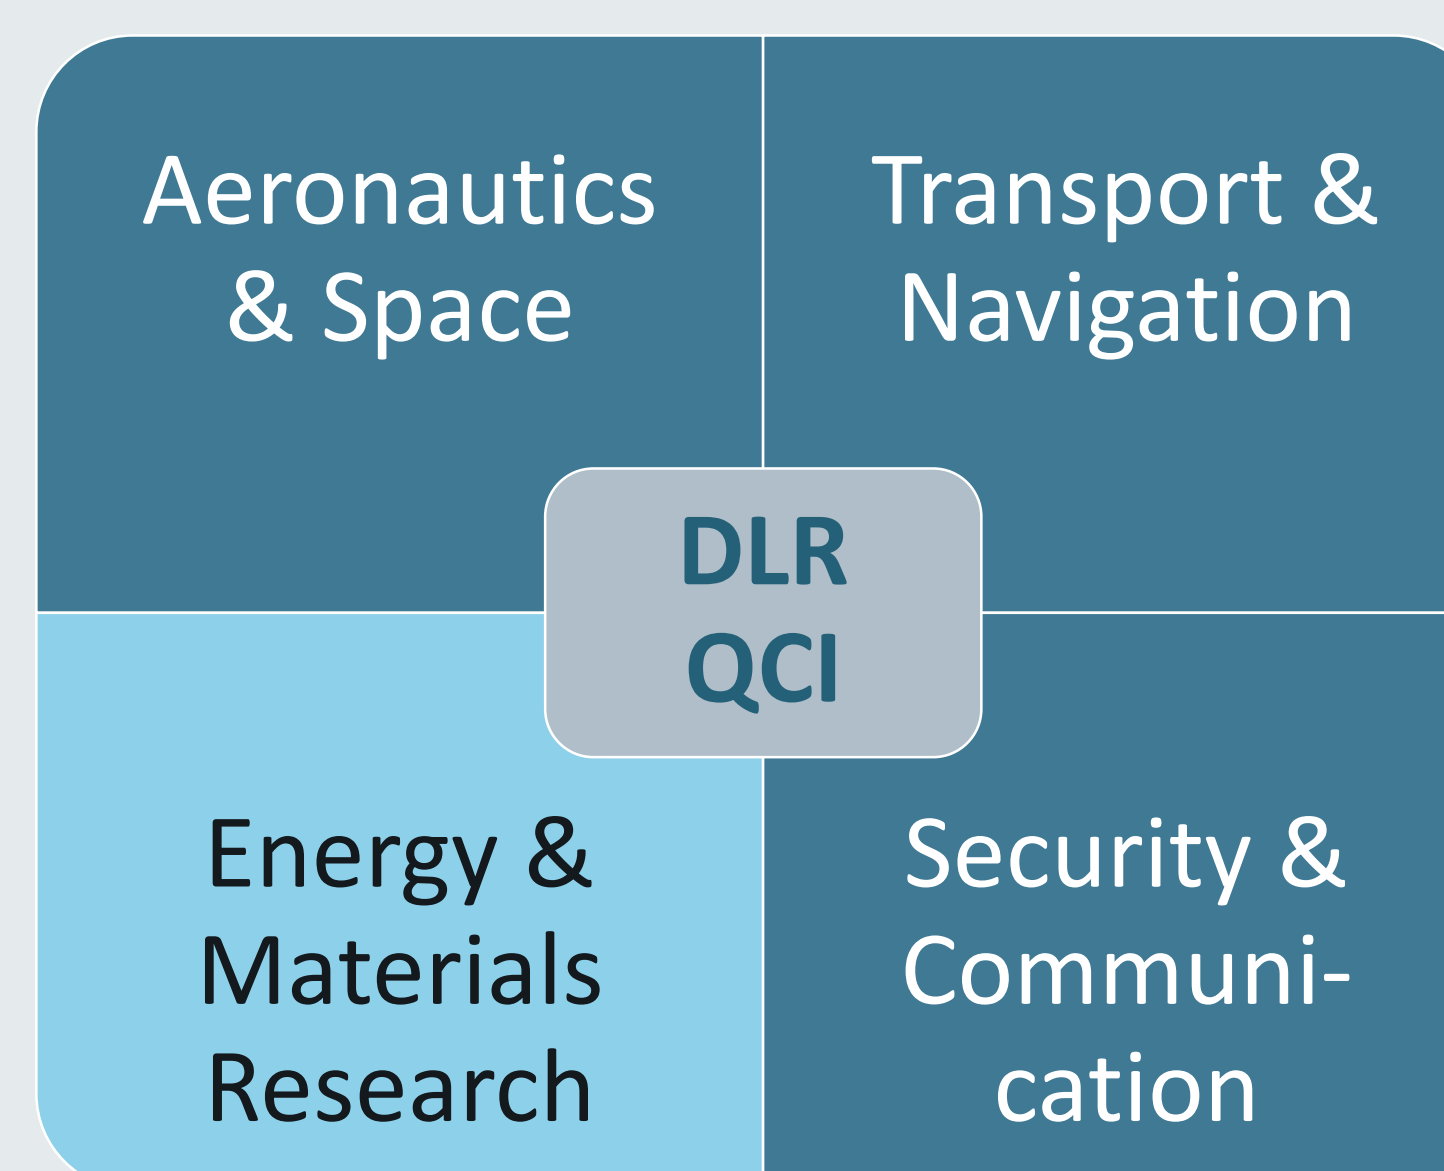 Aeronautics
& Space
Transport &
Navigation
DLR
QCI
Energy &
Materials
Research
Security &
Communi-
cation